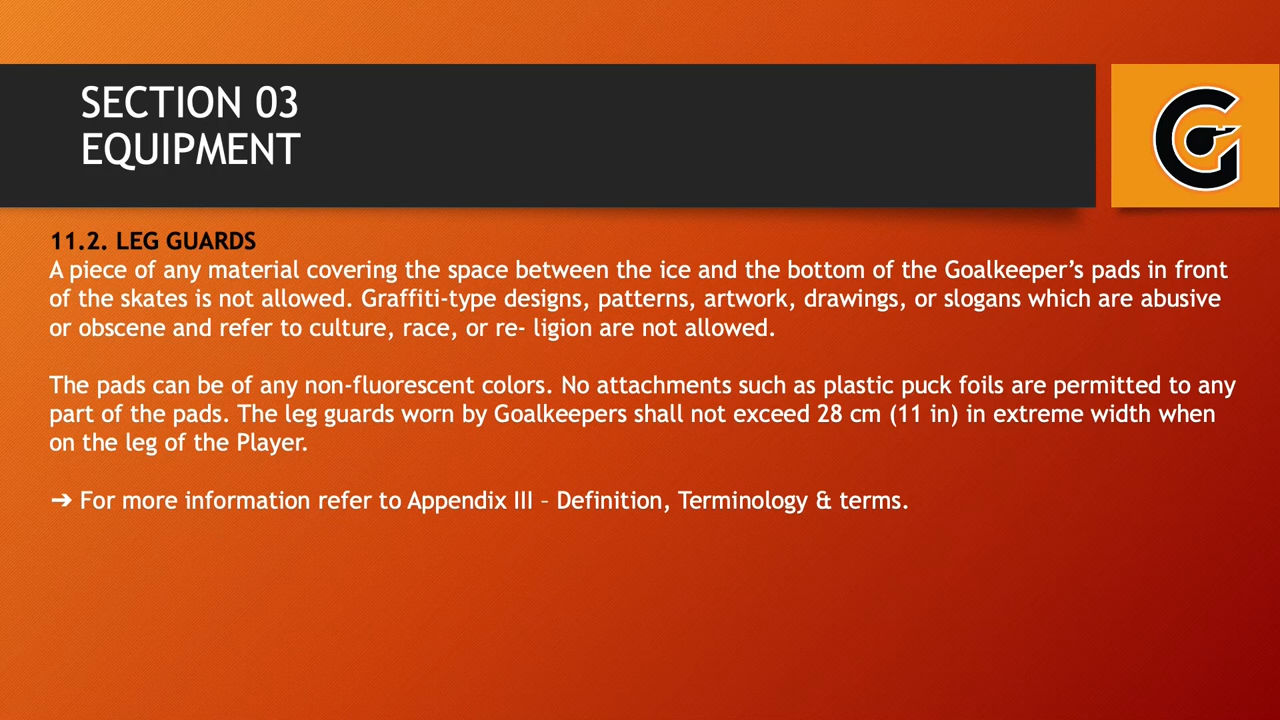 SECTION 03
EQUIPMENT
11.2. LEG GUARDS
A piece of any material covering the space between the ice and the bottom of the Goalkeeper’s pads in front
of the skates is not allowed. Graffiti-type designs, patterns, artwork, drawings, or slogans which are abusive
or obscene and refer to culture, race, or re- ligion are not allowed.
The pads can be of any non-fluorescent colors. No attachments such as plastic puck foils are permitted to any
part of the pads. The leg guards worn by Goalkeepers shall not exceed 28 cm (11 in) in extreme width when
on the leg of the Player.
➔ For more information refer to Appendix III – Definition, Terminology & terms.
G